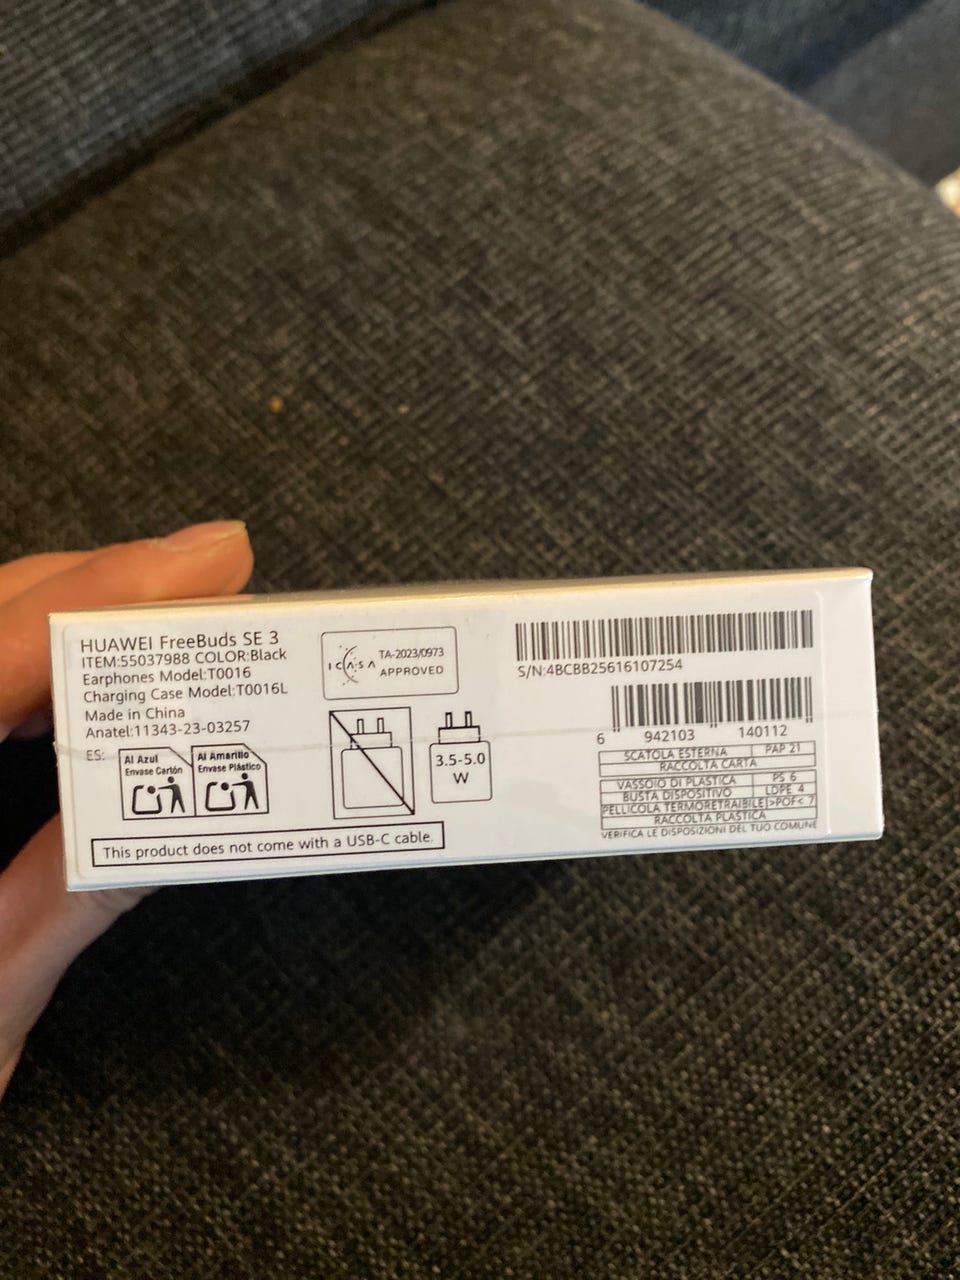 HUAWEI FreeBuds SE 3
ITEM:55037988 COLOR:Black
Earphones Model:T0016
Charging Case Model:T0016L
Made in China
Anatel:11343-23-03257
ES:
Al Azul
Envase Cartón
Al Amarillo
Envase Plástico
This product does not come with a USB-C cable.
ICASA
TA-2023/0973
APPROVED
3.5-5.0
W
S/N:4BCBB25616107254
6 942103 140112
SCATOLA ESTERNA PAP 21
RACCOLTA CARTA
VASSOIO DI PLASTICA PS 6
BUSTA DISPOSITIVO LDPE 4
PELLICOLA TERMORETRAIBILE >POF< 7
RACCOLTA PLASTICA
VERIFICA LE DISPOSIZIONI DEL TUO COMUNE